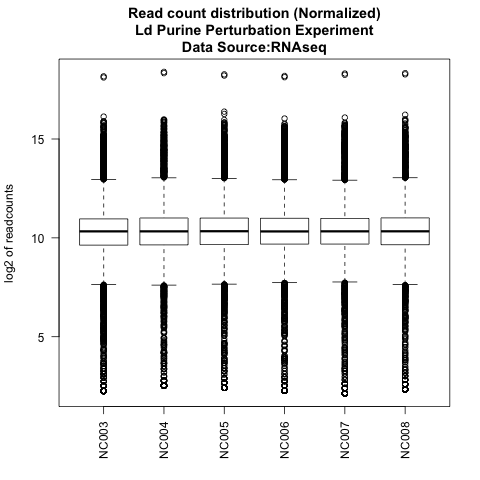 Read count distribution (Normalized)
Ld Purine Perturbation Experiment
Data Source:RNAseq
log2 of readcounts
15
10
5
NC003
NC004
NC005
NC006
NC007
NC008